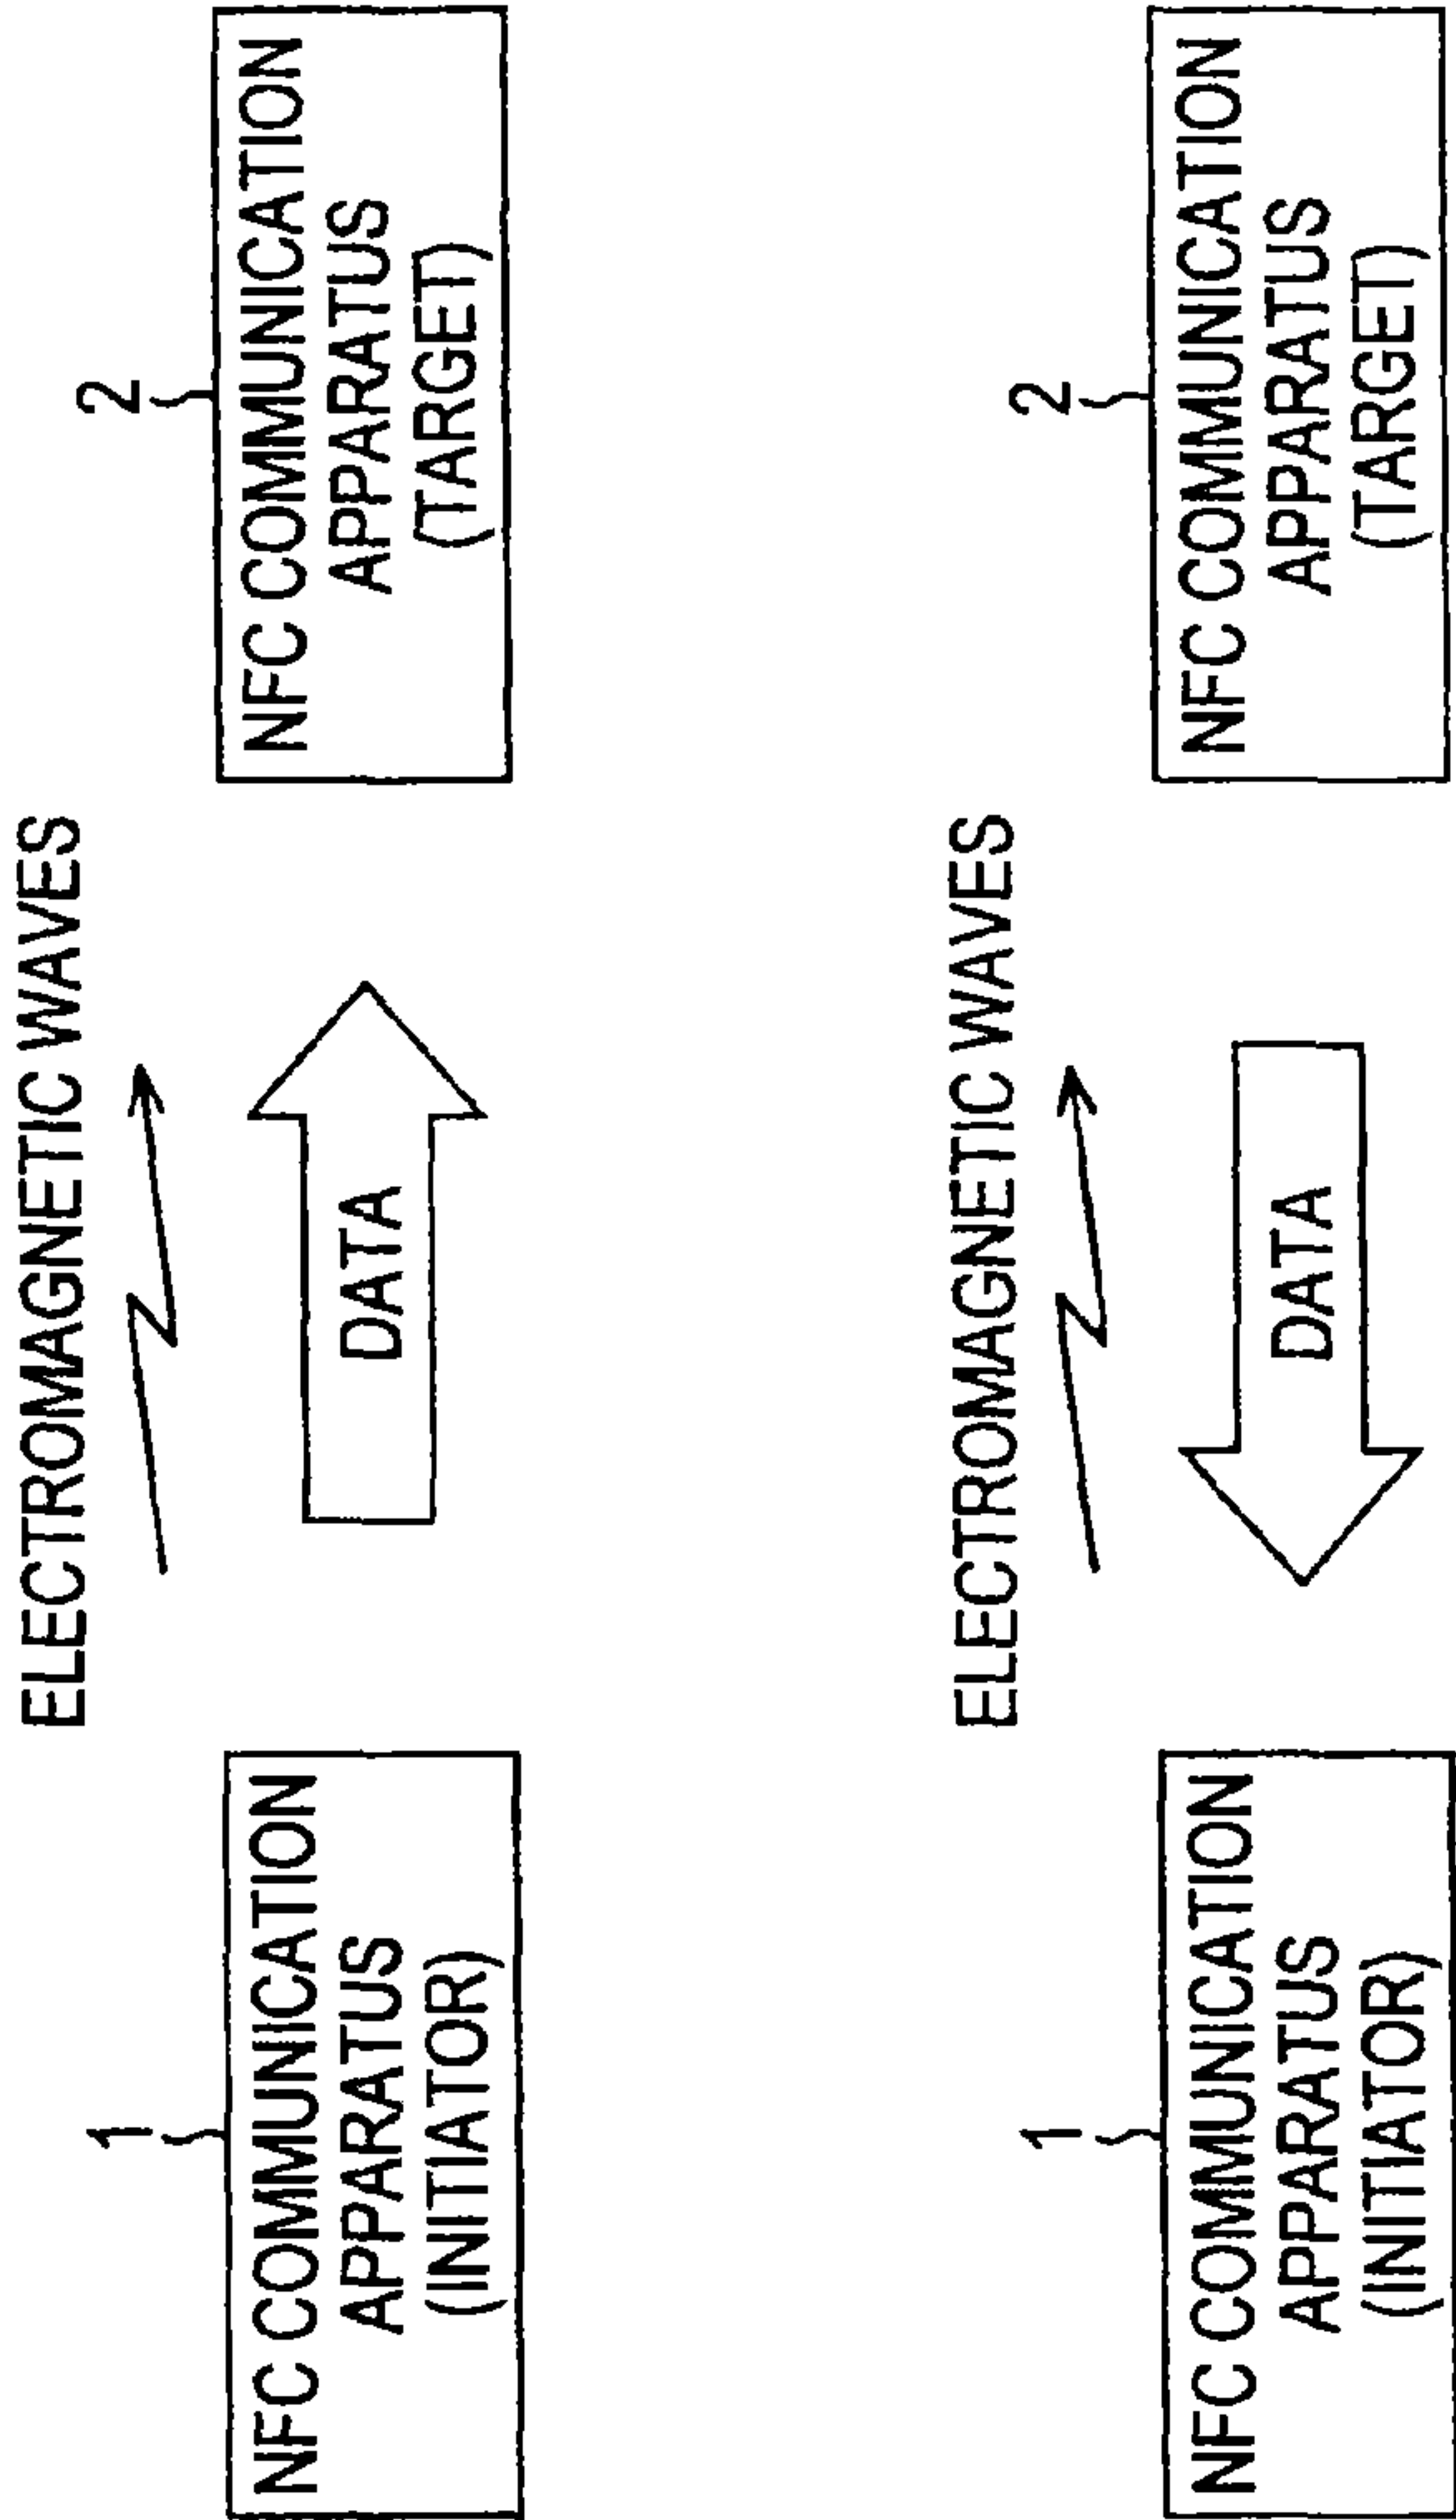 ELECTROMAGNETIC WAVES
1
2
NFC COMMUNICATION
APPARATUS
(INITIATOR)
DATA
NFC COMMUNICATION
APPARATUS
(TARGET)
ELECTROMAGNETIC WAVES
1
2
NFC COMMUNICATION
APPARATUS
(INITIATOR)
DATA
NFC COMMUNICATION
APPARATUS
(TARGET)